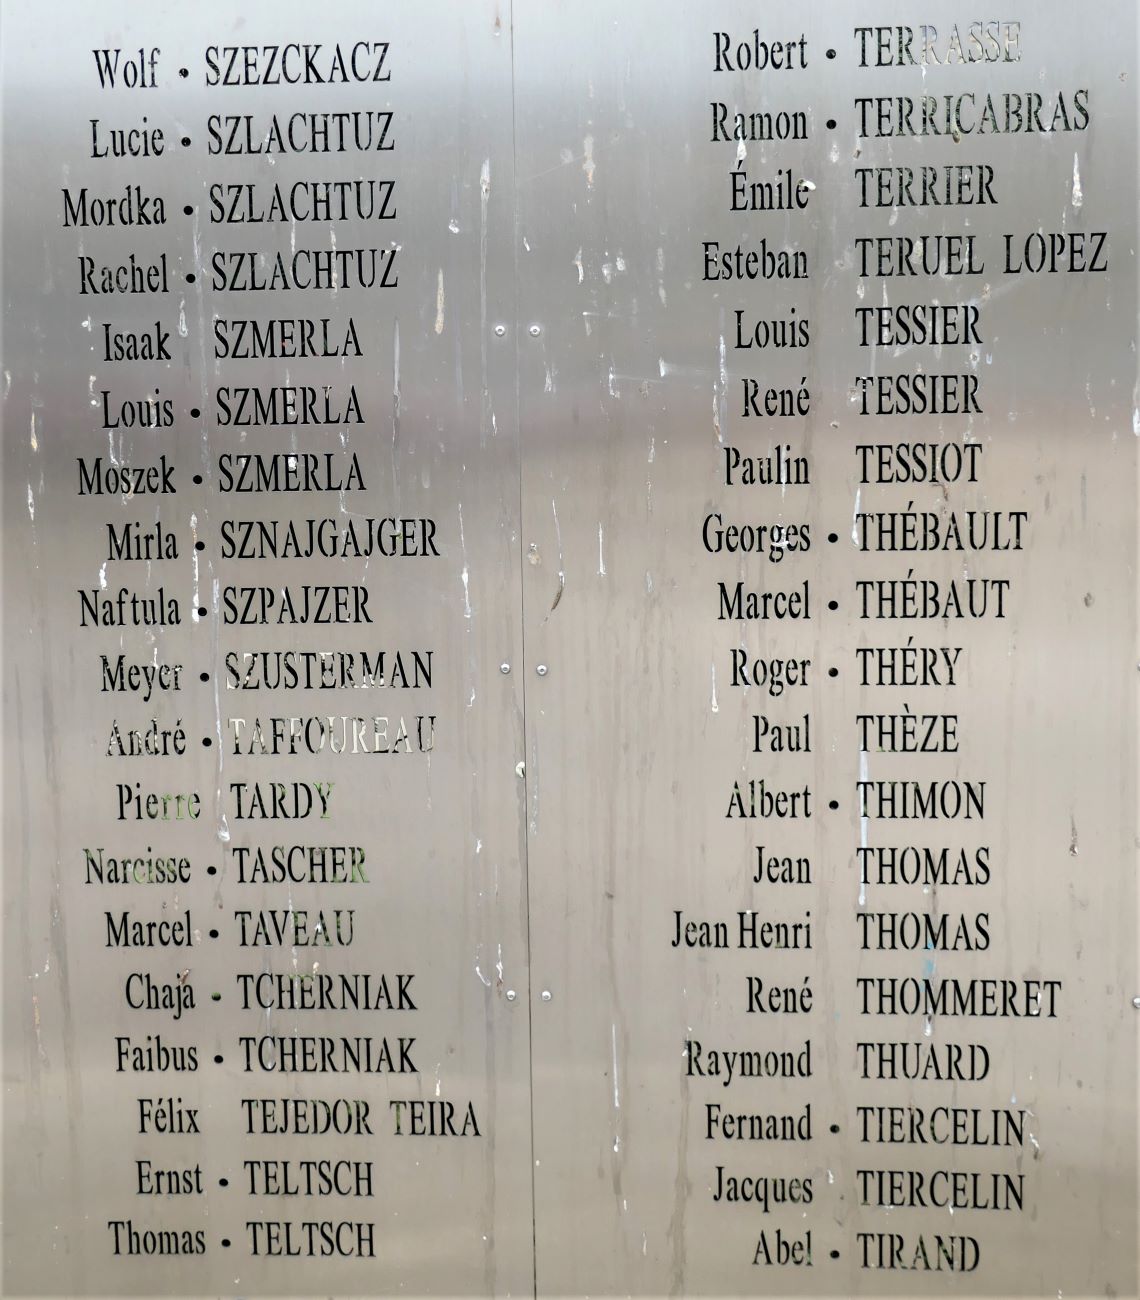 Wolf • SZEZCKACZ
Lucie • SZLACHTUZ
Mordka • SZLACHTUZ
Rachel • SZLACHTUZ
Isaak SZMERLA
Louis • SZMERLA
Moszek • SZMERLA
Mirla • SZNAJGAJGER
Naftula • SZPAJZER
Meyer • SZUSTERMAN
André • TAFFOUREAU
Pierre TARDY
Narcisse • TASCHER
Marcel • TAVEAU
Chaja • TCHERNIAK
Faibus • TCHERNIAK
Félix TEJEDOR TEIRA
Ernst • TELTSCH
Thomas • TELTSCH
Robert • TERRASSE
Ramon • TERRICABRAS
Émile TERRIER
Esteban TERUEL LOPEZ
Louis TESSIER
René TESSIER
Paulin TESSIOT
Georges • THÉBAULT
Marcel • THÉBAUT
Roger • THÉRY
Paul THÈZE
Albert • THIMON
Jean THOMAS
Jean Henri THOMAS
René THOMMERET
Raymond THUARD
Fernand • TIERCELIN
Jacques TIERCELIN
Abel • TIRAND